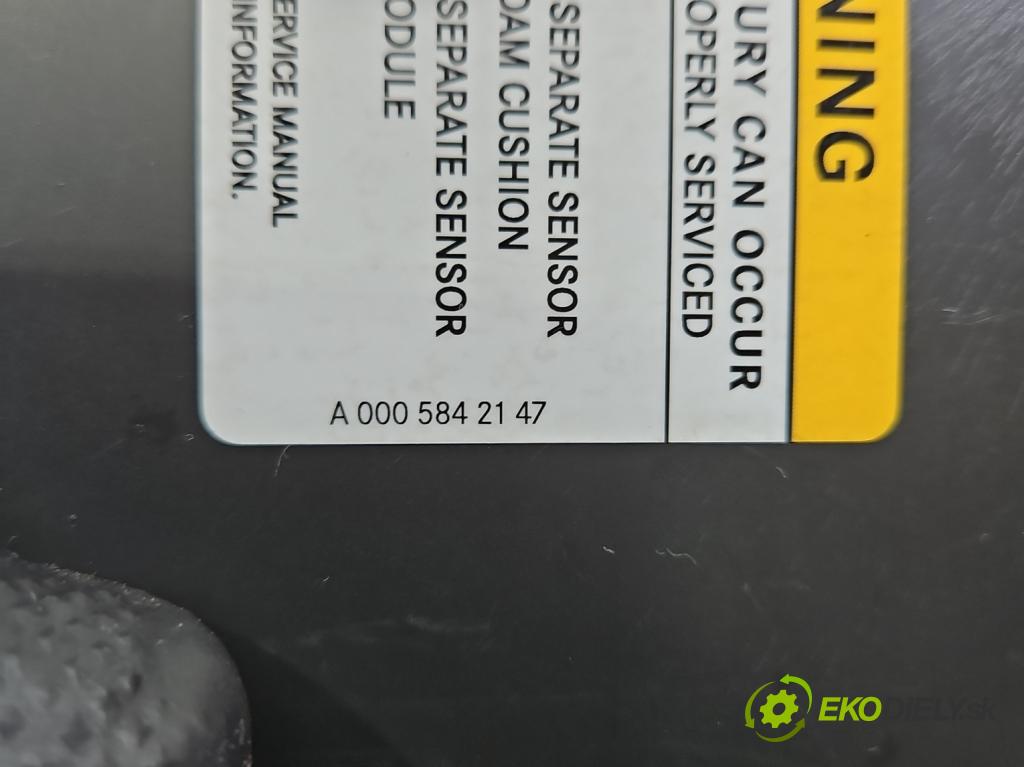 NING
URY CAN OCCUR
OPERLY SERVICED
SEPARATE SENSOR
OAM CUSHION
SEPARATE SENSOR
ODULE
ERVICE MANUAL
INFORMATION.
A 000 584 21 47
EKODIELY.sk